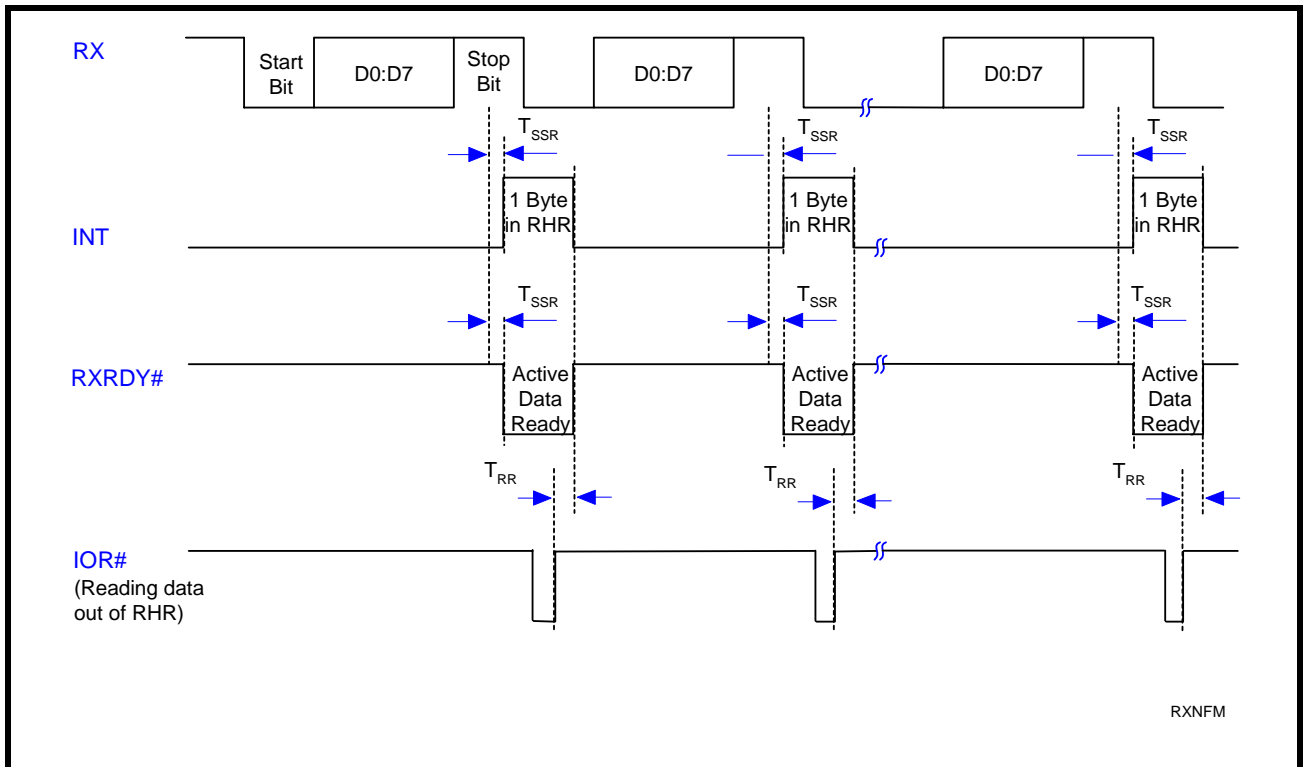 RX
Start
Bit
D0:D7
Stop
Bit
D0:D7
D0:D7
TSSR
TSSR
TSSR
1 Byte
in RHR
1 Byte
in RHR
1 Byte
in RHR
INT
TSSR
TSSR
TSSR
RXRDY#
Active
Data
Ready
Active
Data
Ready
Active
Data
Ready
TRR
TRR
TRR
IOR#
(Reading data
out of RHR)
RXNFM